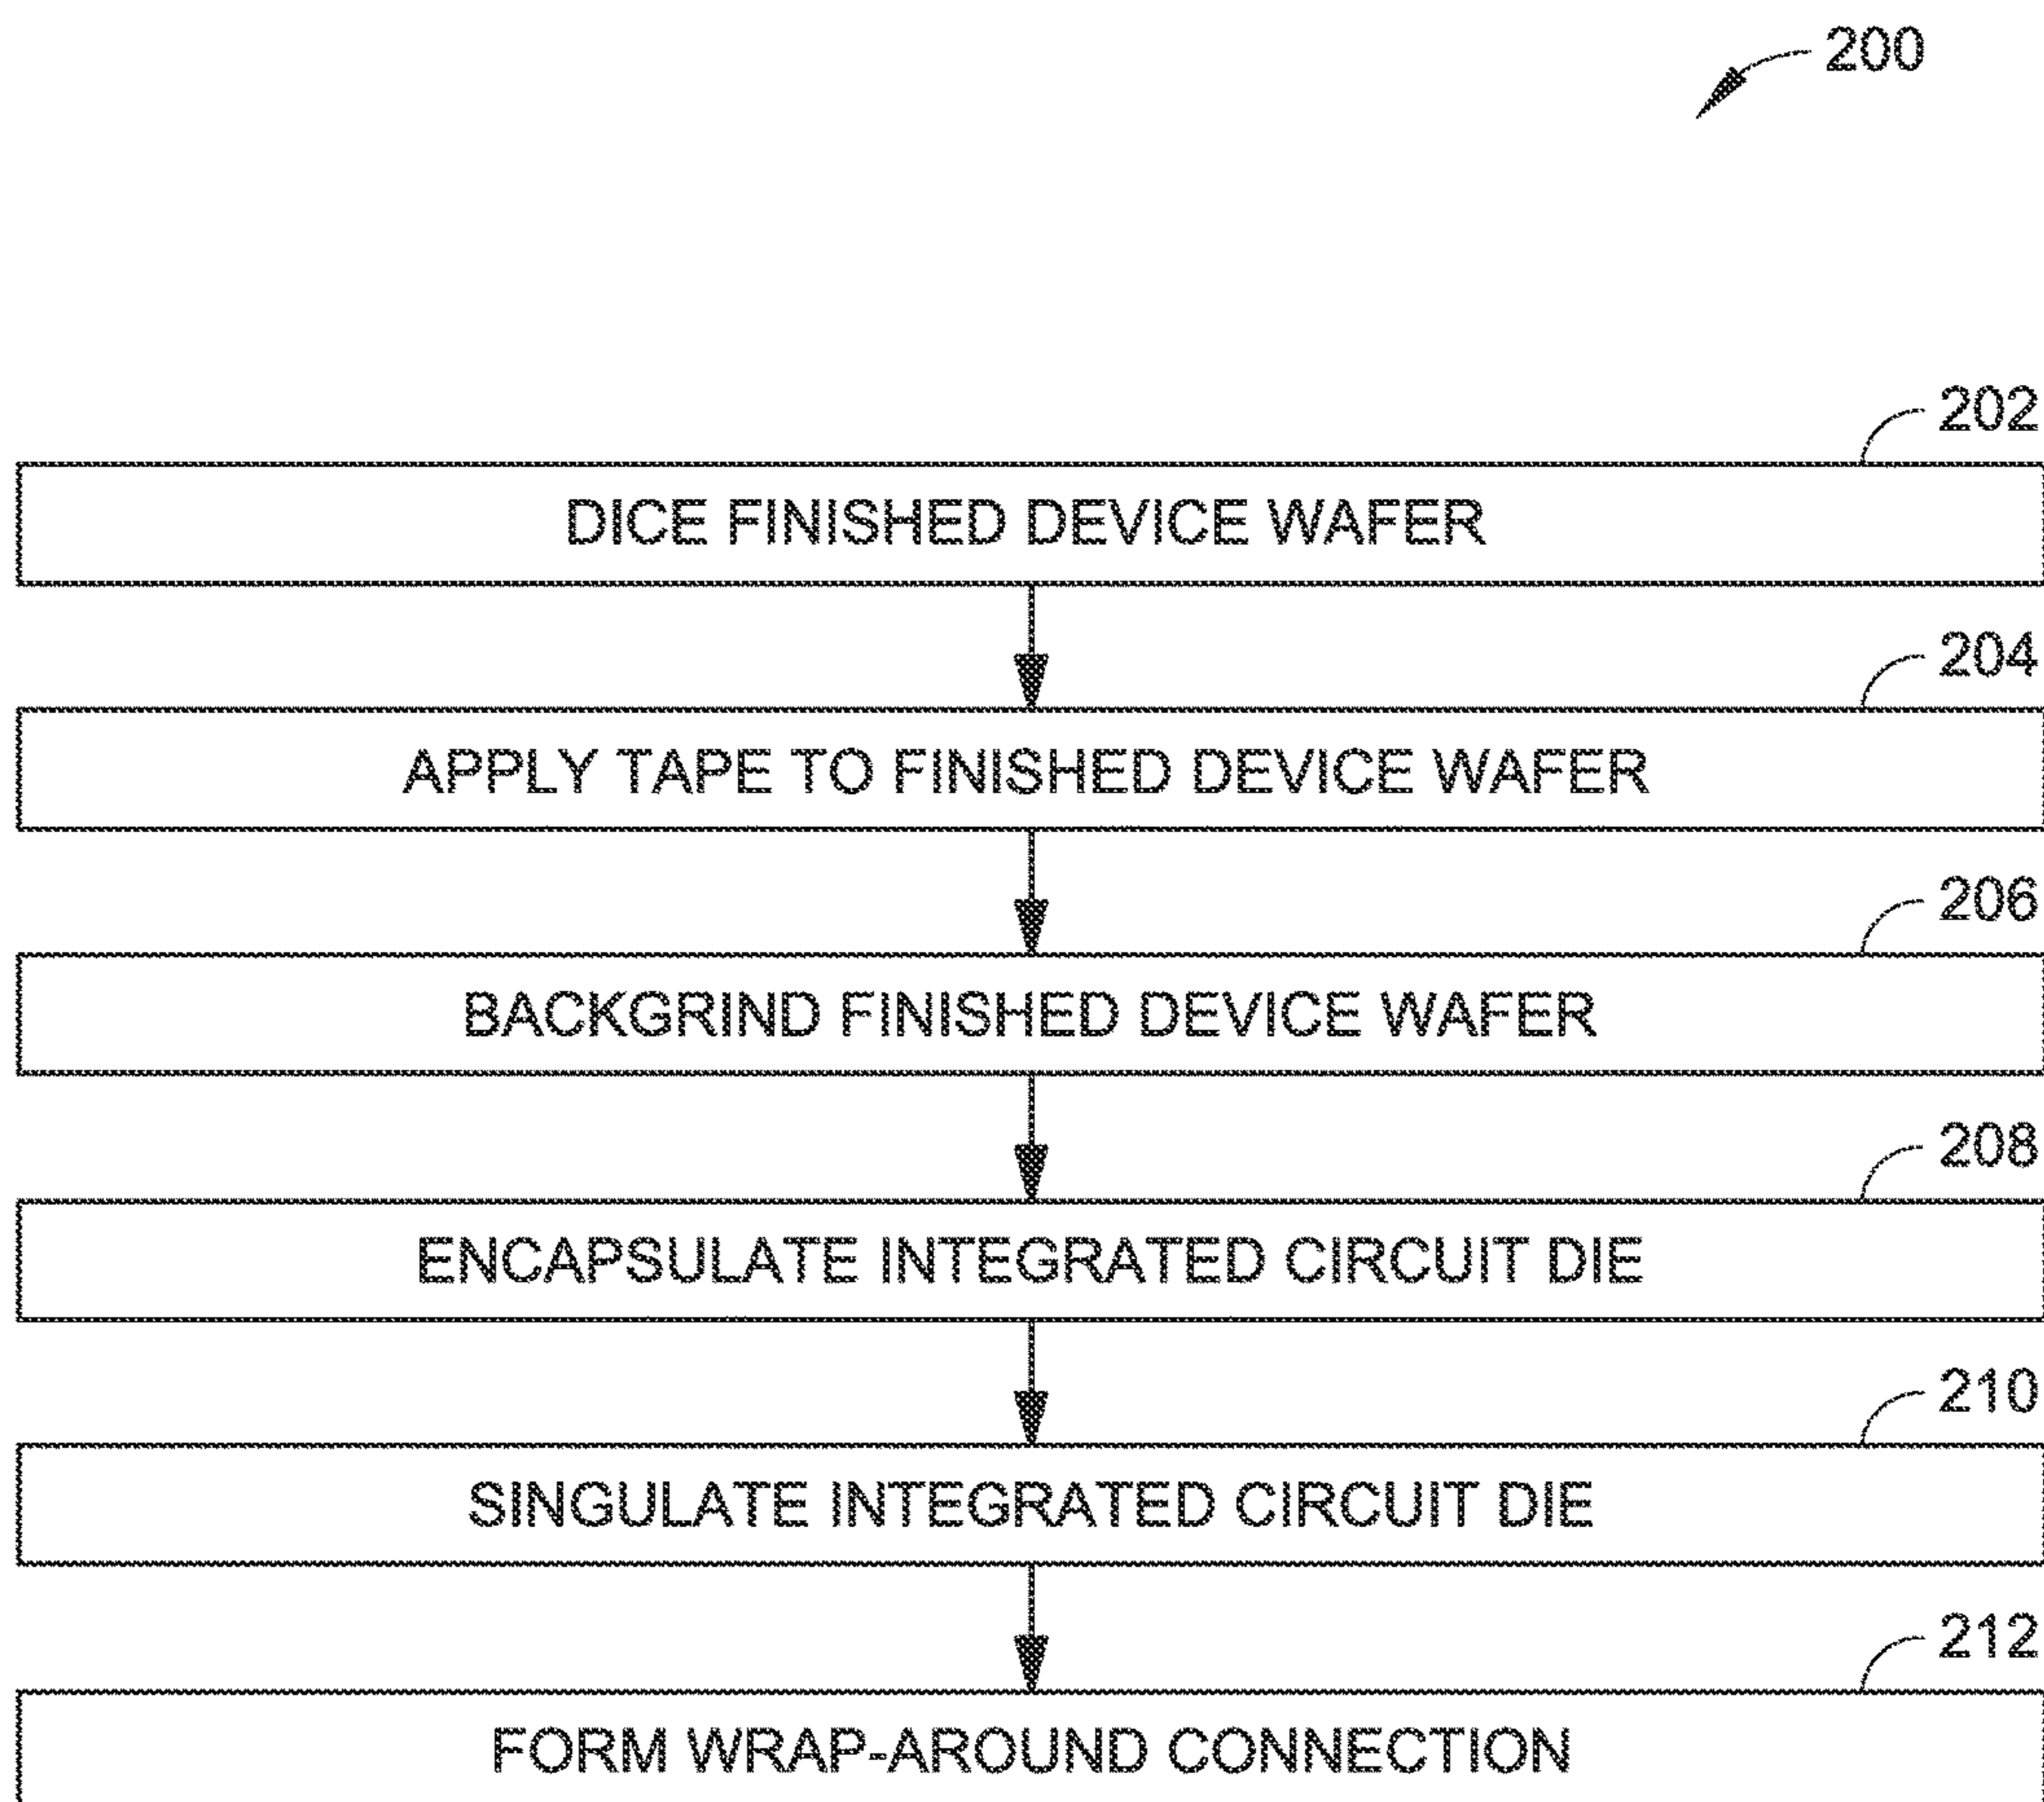 200
202
DICE FINISHED DEVICE WAFER
204
APPLY TAPE TO FINISHED DEVICE WAFER
206
BACKGRIND FINISHED DEVICE WAFER
208
ENCAPSULATE INTEGRATED CIRCUIT DIE
210
SINGULATE INTEGRATED CIRCUIT DIE
212
FORM WRAP-AROUND CONNECTION